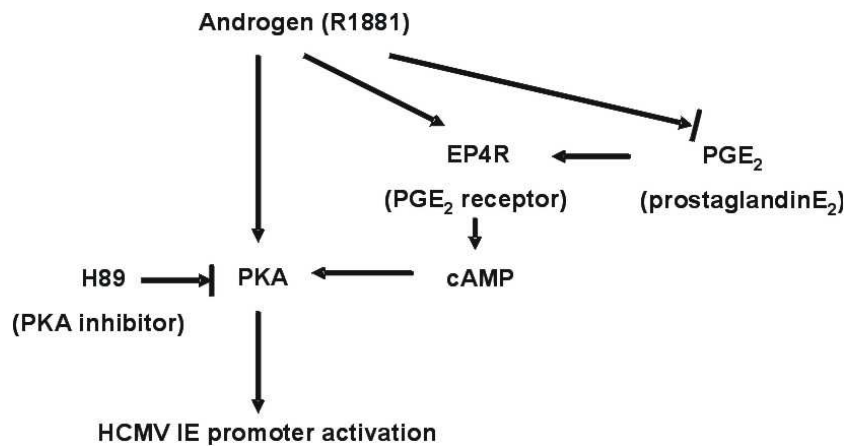 Androgen (R1881)
EP4R
PGE₂
(PGE₂ receptor)
(prostaglandinE₂)
H89
PKA
cAMP
(PKA inhibitor)
HCMV IE promoter activation